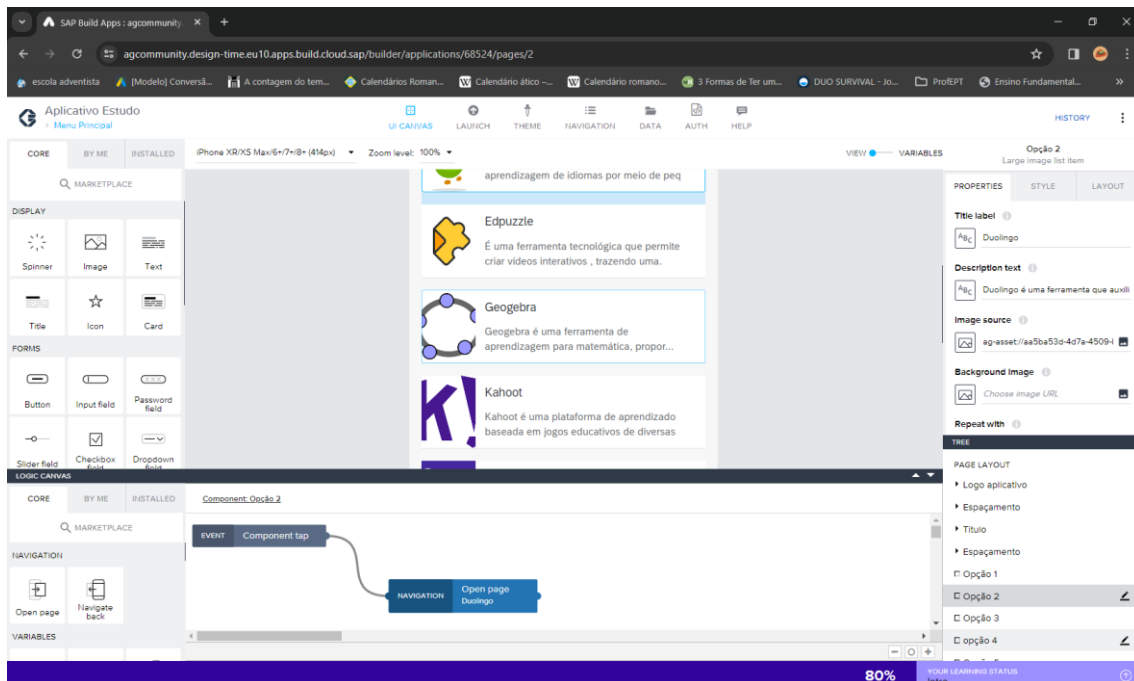 SAP Build Apps : agcommunity.
agcommunity.design-time.eu10.apps.build.cloud.sap/builder/applications/68524/pages/2
escola adventista
[Modelo] Conversã...
A contagem do tem...
Calendários Roman...
Calendário ático –...
Calendário romano...
3 Formas de Ter um...
DUO SURVIVAL - Jo...
ProfEPT
Ensino Fundamental...
»
Aplicativo Estudo
Menu Principal
UI CANVAS
LAUNCH
THEME
NAVIGATION
DATA
AUTH
HELP
HISTORY
CORE
BY ME
INSTALLED
MARKETPLACE
DISPLAY
Spinner
Image
Text
Title
Icon
Card
FORMS
Button
Input field
Password
field
Slider field
Checkbox
field
Dropdown
field
iPhone XR/XS Max/6+/7+/8+ (414px)
Zoom level: 100%
VIEW
VARIABLES
aprendizagem de idiomas por meio de peq
Edpuzzle
É uma ferramenta tecnológica que permite
criar vídeos interativos , trazendo uma.
Geogebra
Geogebra é uma ferramenta de
aprendizagem para matemática, propor...
k!
Kahoot
Kahoot é uma plataforma de aprendizado
baseada em jogos educativos de diversas
Opção 2
Large image list item
PROPERTIES
STYLE
LAYOUT
Title label
ABC Duolingo
Description text
ABC Duolingo é uma ferramenta que auxili
Image source
ag-asset://aa5ba53d-4d7a-4509-
Background image
Choose image URL
Repeat with
TREE
PAGE LAYOUT
Logo aplicativo
Espaçamento
Titulo
Espaçamento
Opção 1
Opção 2
Opção 3
opção 4
LOGIC CANVAS
CORE
BY ME
INSTALLED
MARKETPLACE
NAVIGATION
Open page
Navigate
back
VARIABLES
Component: Opção 2
EVENT
Component tap
NAVIGATION
Open page
Duolingo
80%
YOUR LEARNING STATUS